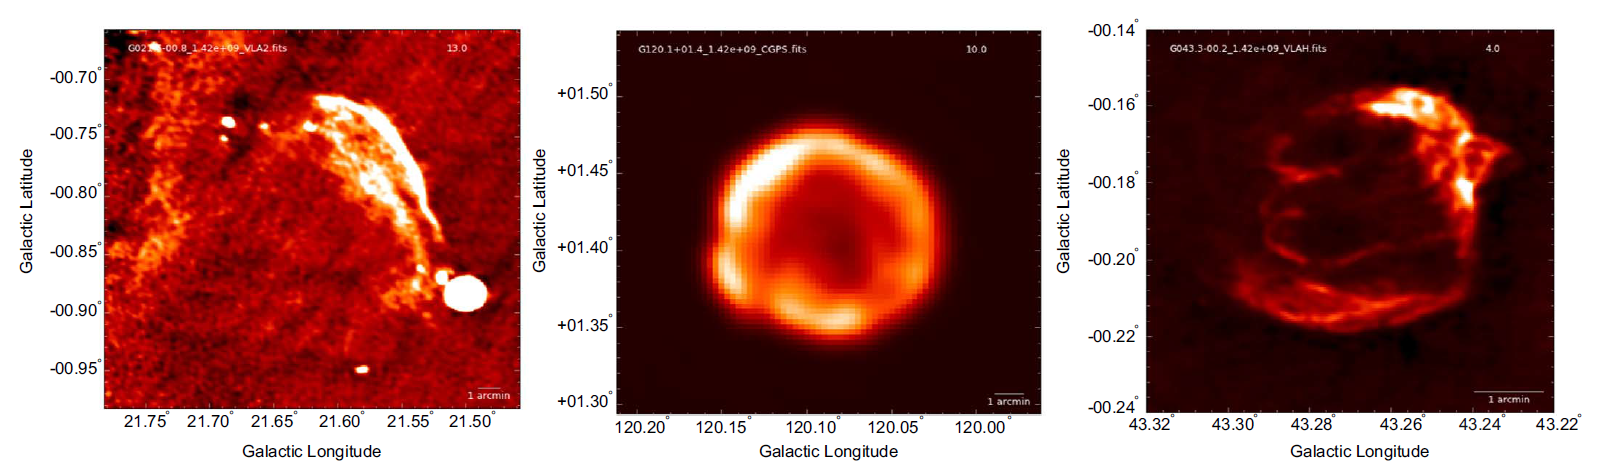 G021.6-00.8_1.42e+09_VLA2.fits 13.0
-00.70°
-00.75°
-00.80°
-00.85°
-00.90°
-00.95°
Galactic Latitude
1 arcmin
21.75° 21.70° 21.65° 21.60° 21.55° 21.50°
Galactic Longitude
G120.1+01.4_1.42e+09_CGPS.fits 10.0
+01.50°
+01.45°
+01.40°
+01.35°
+01.30°
Galactic Latitude
1 arcmin
120.20° 120.15° 120.10° 120.05° 120.00°
Galactic Longitude
G043.3-00.2_1.42e+09_VLAH.fits 4.0
-00.14°
-00.16°
-00.18°
-00.20°
-00.22°
-00.24°
Galactic Latitude
1 arcmin
43.32° 43.30° 43.28° 43.26° 43.24° 43.22°
Galactic Longitude